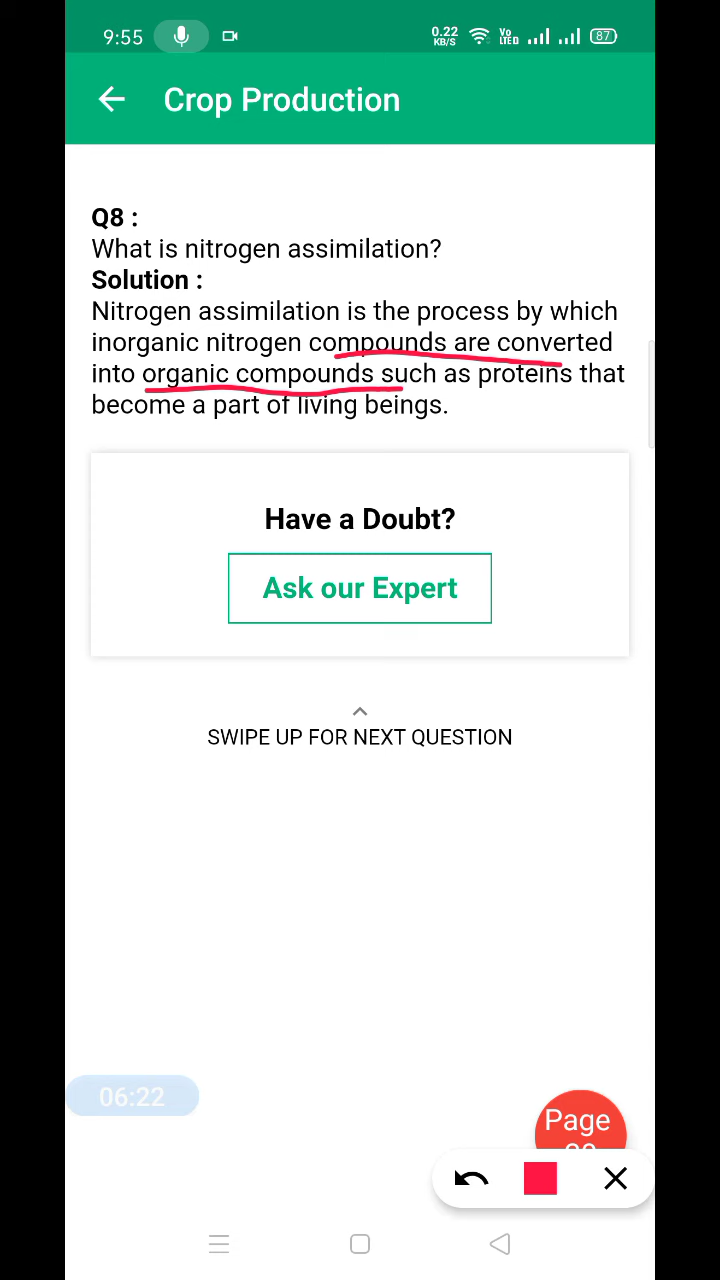 9:55
0.22
KB/S
Vo
LTE
87
Crop Production
Q8 :
What is nitrogen assimilation?
Solution :
Nitrogen assimilation is the process by which
inorganic nitrogen compounds are converted
into organic compounds such as proteins that
become a part of living beings.
Have a Doubt?
Ask our Expert
SWIPE UP FOR NEXT QUESTION
06:22
Page